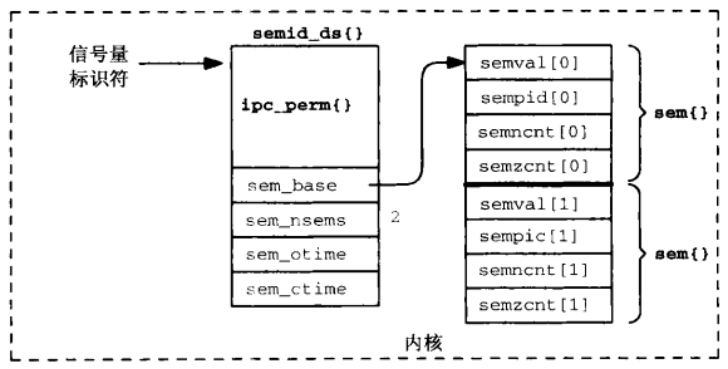 信号量
标识符
semid_ds{}
ipc_perm{}
sem_base
sem_nsems
2
sem_otime
sem_ctime
semval[0]
sempid[0]
semncnt[0]
semzcnt[0]
sem{}
semval[1]
sempic[1]
semncnt[1]
semzcnt[1]
sem{}
内核